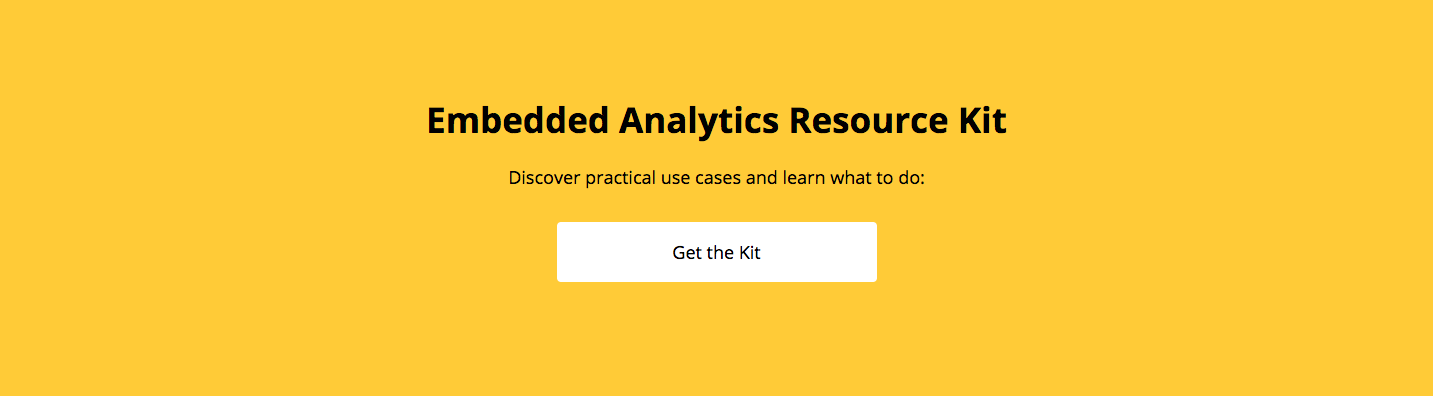 Embedded Analytics Resource Kit
Discover practical use cases and learn what to do:
Get the Kit